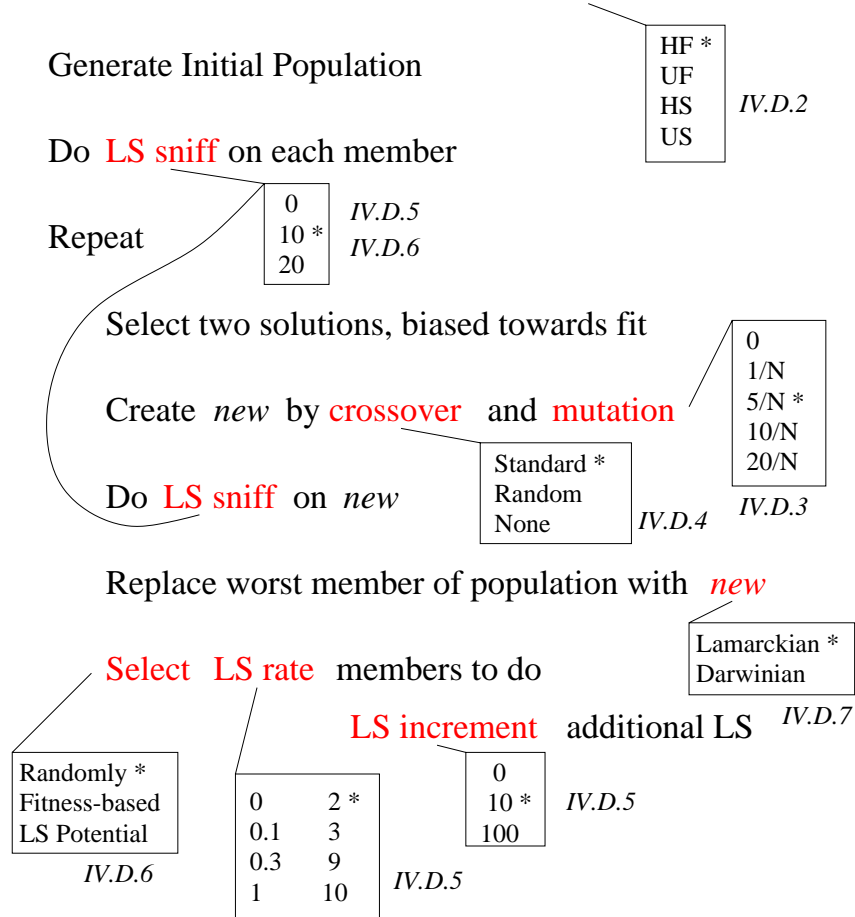 HF *
UF
HS
US
IV.D.2
Generate Initial Population
Do LS sniff on each member
0
10 *
20
IV.D.5
IV.D.6
Repeat
Select two solutions, biased towards fit
0
1/N
5/N *
10/N
20/N
IV.D.3
Create new by crossover and mutation
Standard *
Random
None
IV.D.4
Do LS sniff on new
Replace worst member of population with new
Lamarckian *
Darwinian
IV.D.7
Select LS rate members to do
LS increment additional LS
Randomly *
Fitness-based
LS Potential
IV.D.6
0 2 *
0.1 3
0.3 9
1 10
IV.D.5
0
10 *
100
IV.D.5